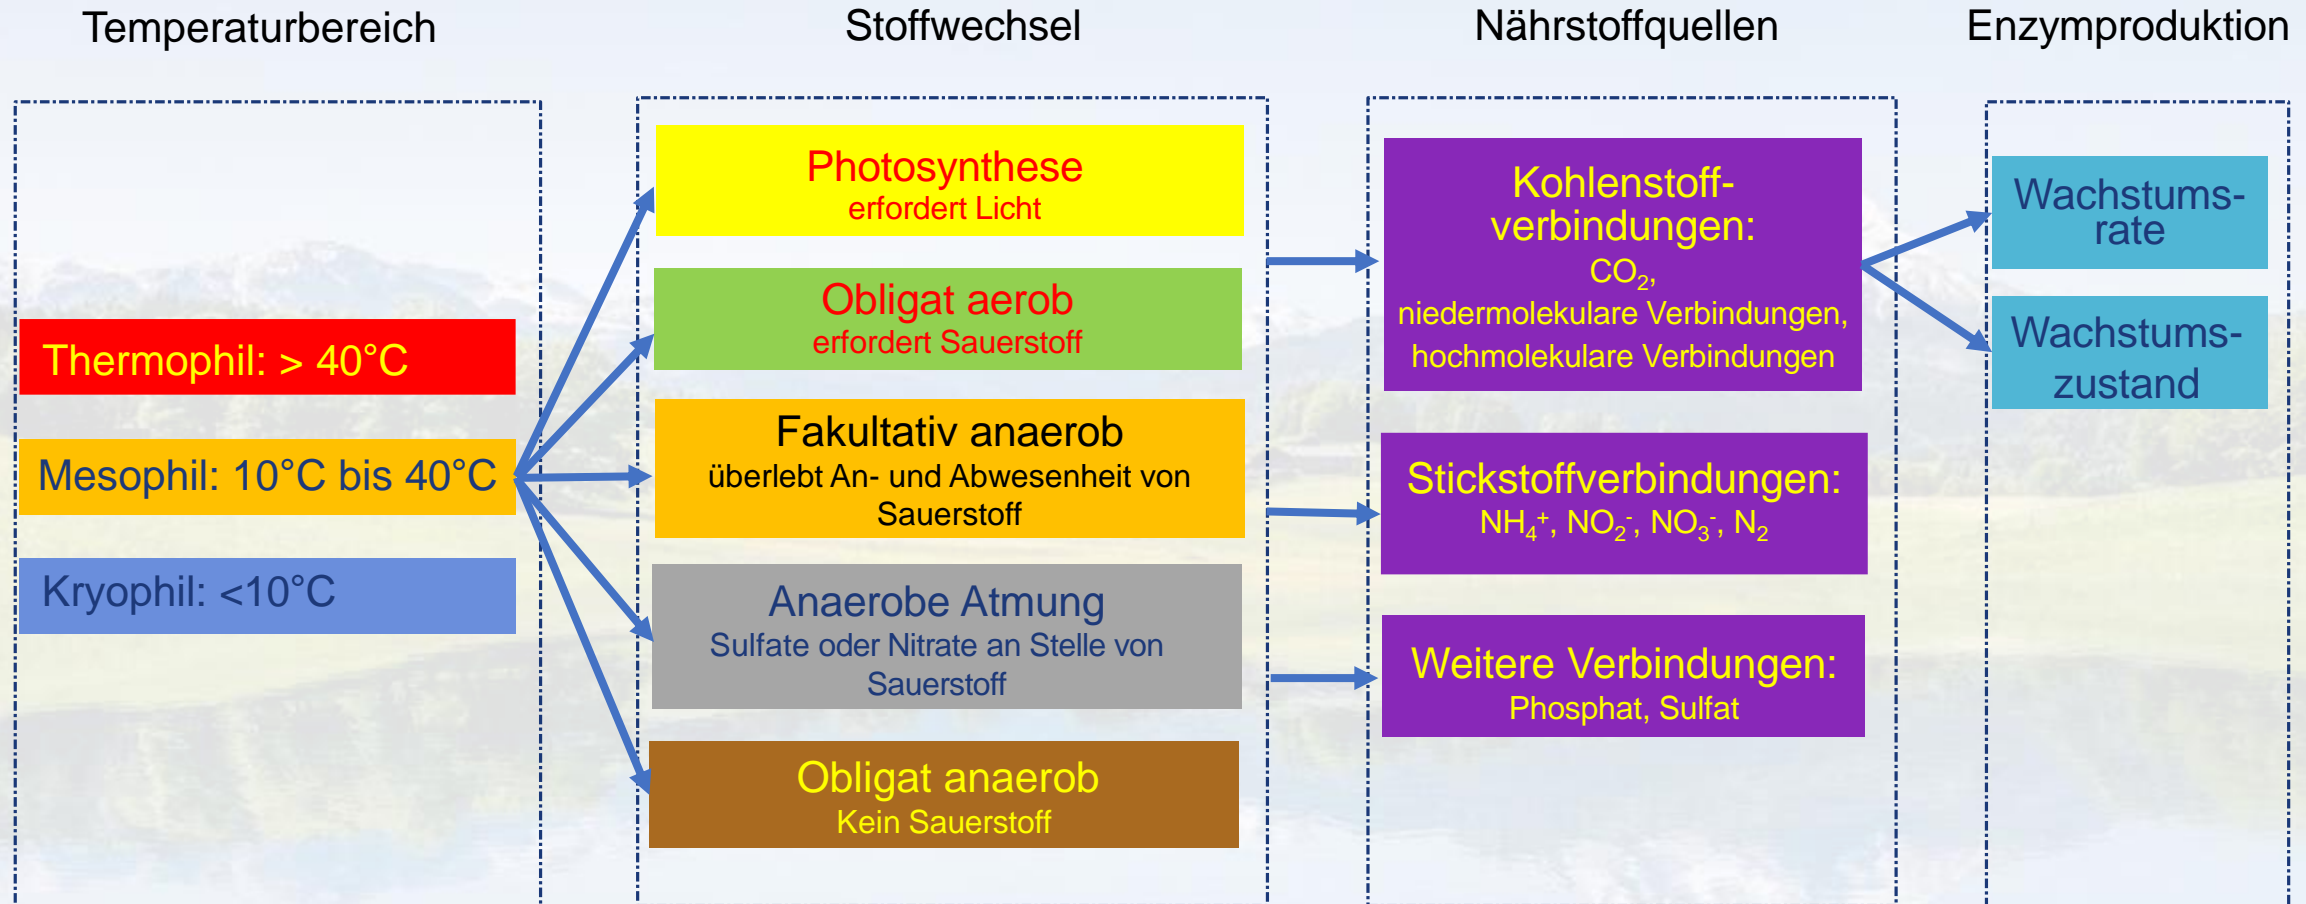 Temperaturbereich
Stoffwechsel
Nährstoffquellen
Enzymproduktion
Thermophil: > 40°C
Mesophil: 10°C bis 40°C
Kryophil: <10°C
Photosynthese
erfordert Licht
Obligat aerob
erfordert Sauerstoff
Fakultativ anaerob
überlebt An- und Abwesenheit von
Sauerstoff
Anaerobe Atmung
Sulfate oder Nitrate an Stelle von
Sauerstoff
Obligat anaerob
Kein Sauerstoff
Kohlenstoff-
verbindungen:
CO₂,
niedermolekulare Verbindungen,
hochmolekulare Verbindungen
Stickstoffverbindungen:
NH₄⁺, NO₂⁻, NO₃⁻, N₂
Weitere Verbindungen:
Phosphat, Sulfat
Wachstums-
rate
Wachstums-
zustand